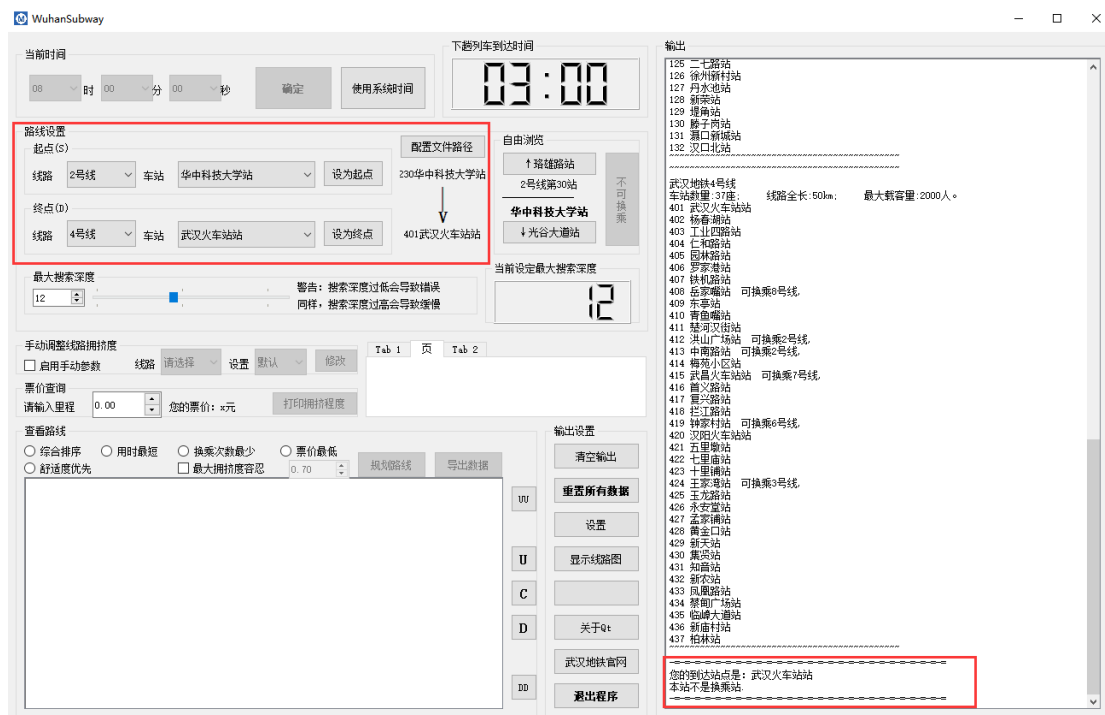 WuhanSubway
当前时间
08 时 00 分 00 秒 确定 使用系统时间
下趟列车到达时间
03:00
路线设置
起点(S)
线路 2号线 车站 华中科技大学站 设为起点
终点(D)
线路 4号线 车站 武汉火车站站 设为终点
配置文件路径
230华中科技大学站
401武汉火车站站
自由浏览
↑珞雄路站
2号线第30站
华中科技大学站
↓光谷大道站
不可换乘
最大搜索深度
12
警告: 搜索深度过低会导致错误
同样, 搜索深度过高会导致缓慢
当前设定最大搜索深度
12
手动调整线路拥挤度
启用手动参数 线路 请选择 设置 默认 修改
票价查询
请输入里程 0.00 您的票价: x元 打印拥挤程度
Tab 1 页 Tab 2
查看路线
综合排序 用时最短 换乘次数最少 票价最低
舒适度优先 最大拥挤度容忍 0.70 规划路线 导出数据
UU
U
C
D
DD
输出设置
清空输出
重置所有数据
设置
显示线路图
关于Qt
武汉地铁官网
退出程序
输出
125 二七路站
126 徐州新村站
127 丹水池站
128 新荣站
129 堤角站
130 滕子岗站
131 滠口新城站
132 汉口北站
~~~~~~~~~~~~~~~~~~~~~~~~~~~~~~~~~~~~~~
~~~~~~~~~~~~~~~~~~~~~~~~~~~~~~~~~~~~~~
武汉地铁4号线
车站数量:37座; 线路全长:50km; 最大载容量:2000人。
401 武汉火车站站
402 杨春湖站
403 工业四路站
404 仁和路站
405 园林路站
406 罗家港站
407 铁机路站
408 岳家嘴站 可换乘8号线,
409 东亭站
410 青鱼嘴站
411 楚河汉街站
412 洪山广场站 可换乘2号线,
413 中南路站 可换乘2号线,
414 梅苑小区站
415 武昌火车站站 可换乘7号线,
416 首义路站
417 复兴路站
418 拦江路站
419 钟家村站 可换乘6号线,
420 汉阳火车站站
421 五里墩站
422 七里庙站
423 十里铺站
424 王家湾站 可换乘3号线,
425 玉龙路站
426 永安堂站
427 孟家铺站
428 黄金口站
429 新天站
430 集贤站
431 知音站
432 新农站
433 凤凰路站
434 蔡甸广场站
435 临嶂大道站
436 新庙村站
437 柏林站
~~~~~~~~~~~~~~~~~~~~~~~~~~~~~~~~~~~~~~
-=-=-=-=-=-=-=-=-=-=-=-=-=-=-=-=-=-=-=-=
您的到达站点是: 武汉火车站站
本站不是换乘站.
-=-=-=-=-=-=-=-=-=-=-=-=-=-=-=-=-=-=-=-=